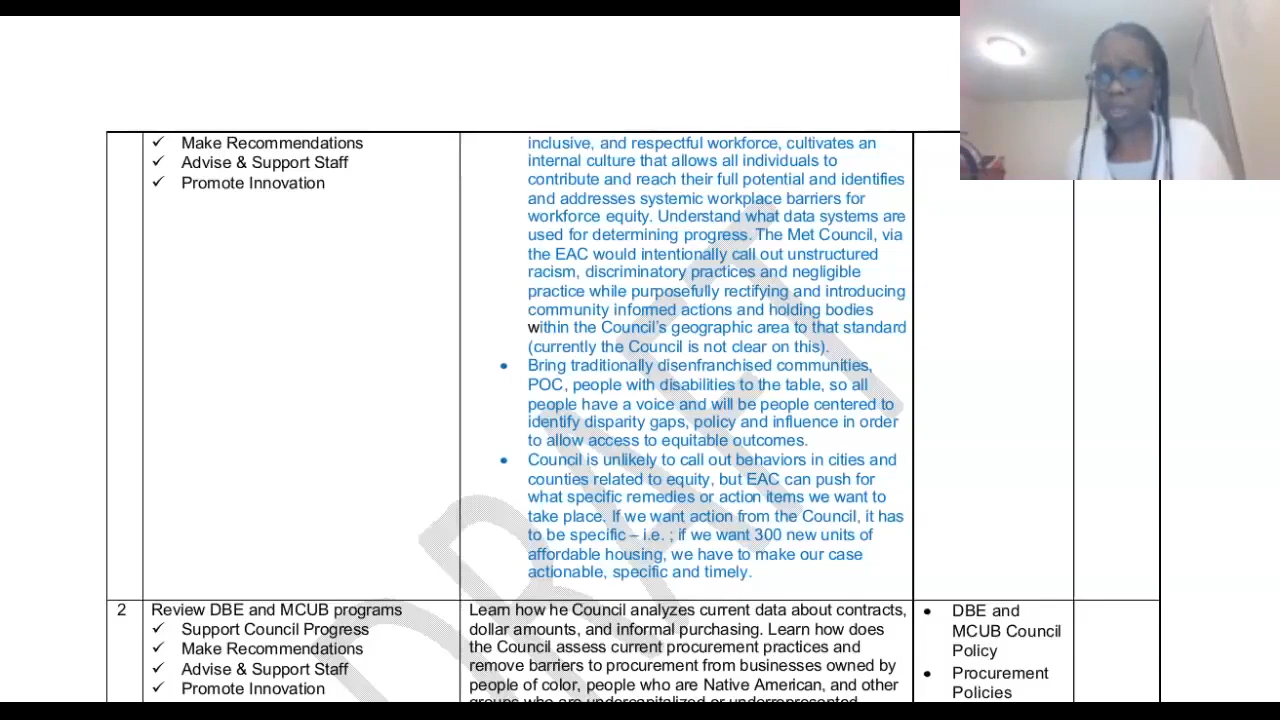 ✓ Make Recommendations
✓ Advise & Support Staff
✓ Promote Innovation
inclusive, and respectful workforce, cultivates an
internal culture that allows all individuals to
contribute and reach their full potential and identifies
and addresses systemic workplace barriers for
workforce equity. Understand what data systems are
used for determining progress. The Met Council, via
the EAC would intentionally call out unstructured
racism, discriminatory practices and negligible
practice while purposefully rectifying and introducing
community informed actions and holding bodies
within the Council's geographic area to that standard
(currently the Council is not clear on this).
• Bring traditionally disenfranchised communities,
POC, people with disabilities to the table, so all
people have a voice and will be people centered to
identify disparity gaps, policy and influence in order
to allow access to equitable outcomes.
• Council is unlikely to call out behaviors in cities and
counties related to equity, but EAC can push for
what specific remedies or action items we want to
take place. If we want action from the Council, it has
to be specific – i.e. ; if we want 300 new units of
affordable housing, we have to make our case
actionable, specific and timely.
2
Review DBE and MCUB programs
✓ Support Council Progress
✓ Make Recommendations
✓ Advise & Support Staff
✓ Promote Innovation
Learn how he Council analyzes current data about contracts,
dollar amounts, and informal purchasing. Learn how does
the Council assess current procurement practices and
remove barriers to procurement from businesses owned by
people of color, people who are Native American, and other
groups who are undercapitalized or underrepresented
• DBE and
MCUB Council
Policy
• Procurement
Policies
DRAFT